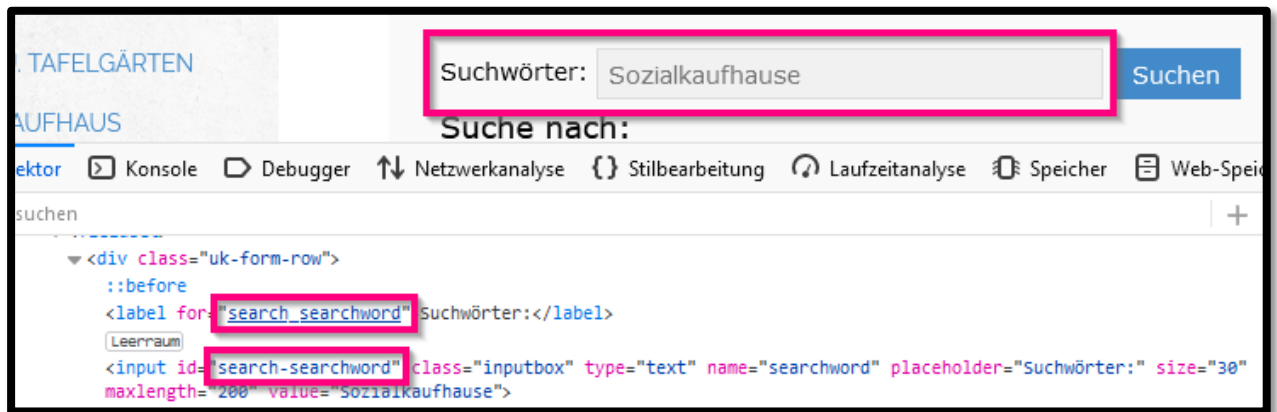 . TAFELGÄRTEN
AUFHAUS
Suchwörter: Sozialkaufhause Suchen
Suche nach:
ektor Konsole Debugger Netzwerkanalyse {} Stilbearbeitung Laufzeitanalyse Speicher Web-Speic
suchen +
<div class="uk-form-row">
::before
<label for="search_searchword" Suchwörter:</label>
Leerraum
<input id="search-searchword" class="inputbox" type="text" name="searchword" placeholder="Suchwörter:" size="30"
maxlength="200" value="Sozialkaufhause">